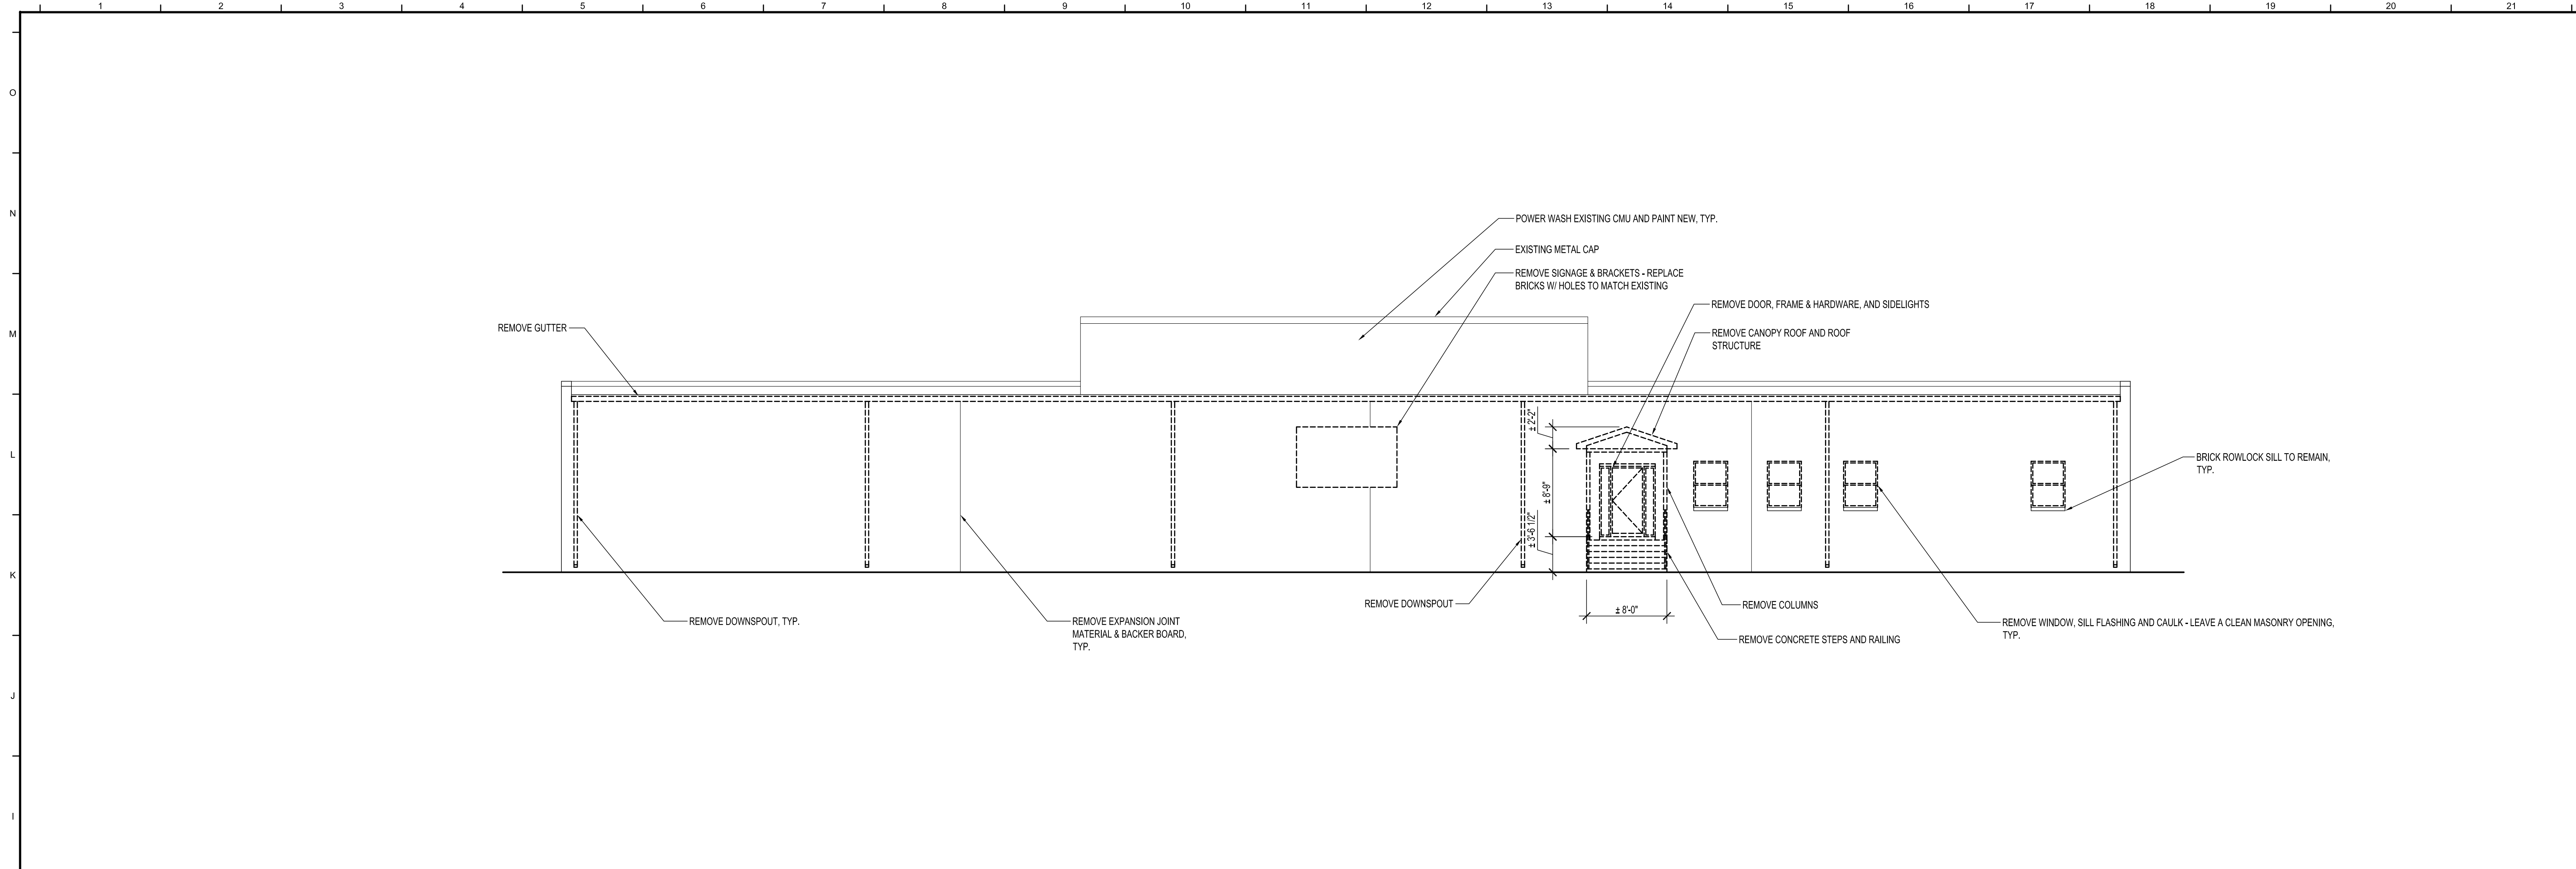 1 2 3 4 5 6 7 8 9 10 11 12 13 14 15 16 17 18 19 20 21
O
N
M
L
K
J
I
POWER WASH EXISTING CMU AND PAINT NEW, TYP.
EXISTING METAL CAP
REMOVE SIGNAGE & BRACKETS - REPLACE
BRICKS W/ HOLES TO MATCH EXISTING
REMOVE DOOR, FRAME & HARDWARE, AND SIDELIGHTS
REMOVE GUTTER
REMOVE CANOPY ROOF AND ROOF
STRUCTURE
± 2'-2"
± 8'-9"
± 3'-6 1/2"
BRICK ROWLOCK SILL TO REMAIN,
TYP.
± 8'-0"
REMOVE DOWNSPOUT
REMOVE COLUMNS
REMOVE DOWNSPOUT, TYP.
REMOVE EXPANSION JOINT
MATERIAL & BACKER BOARD,
TYP.
REMOVE WINDOW, SILL FLASHING AND CAULK - LEAVE A CLEAN MASONRY OPENING,
TYP.
REMOVE CONCRETE STEPS AND RAILING